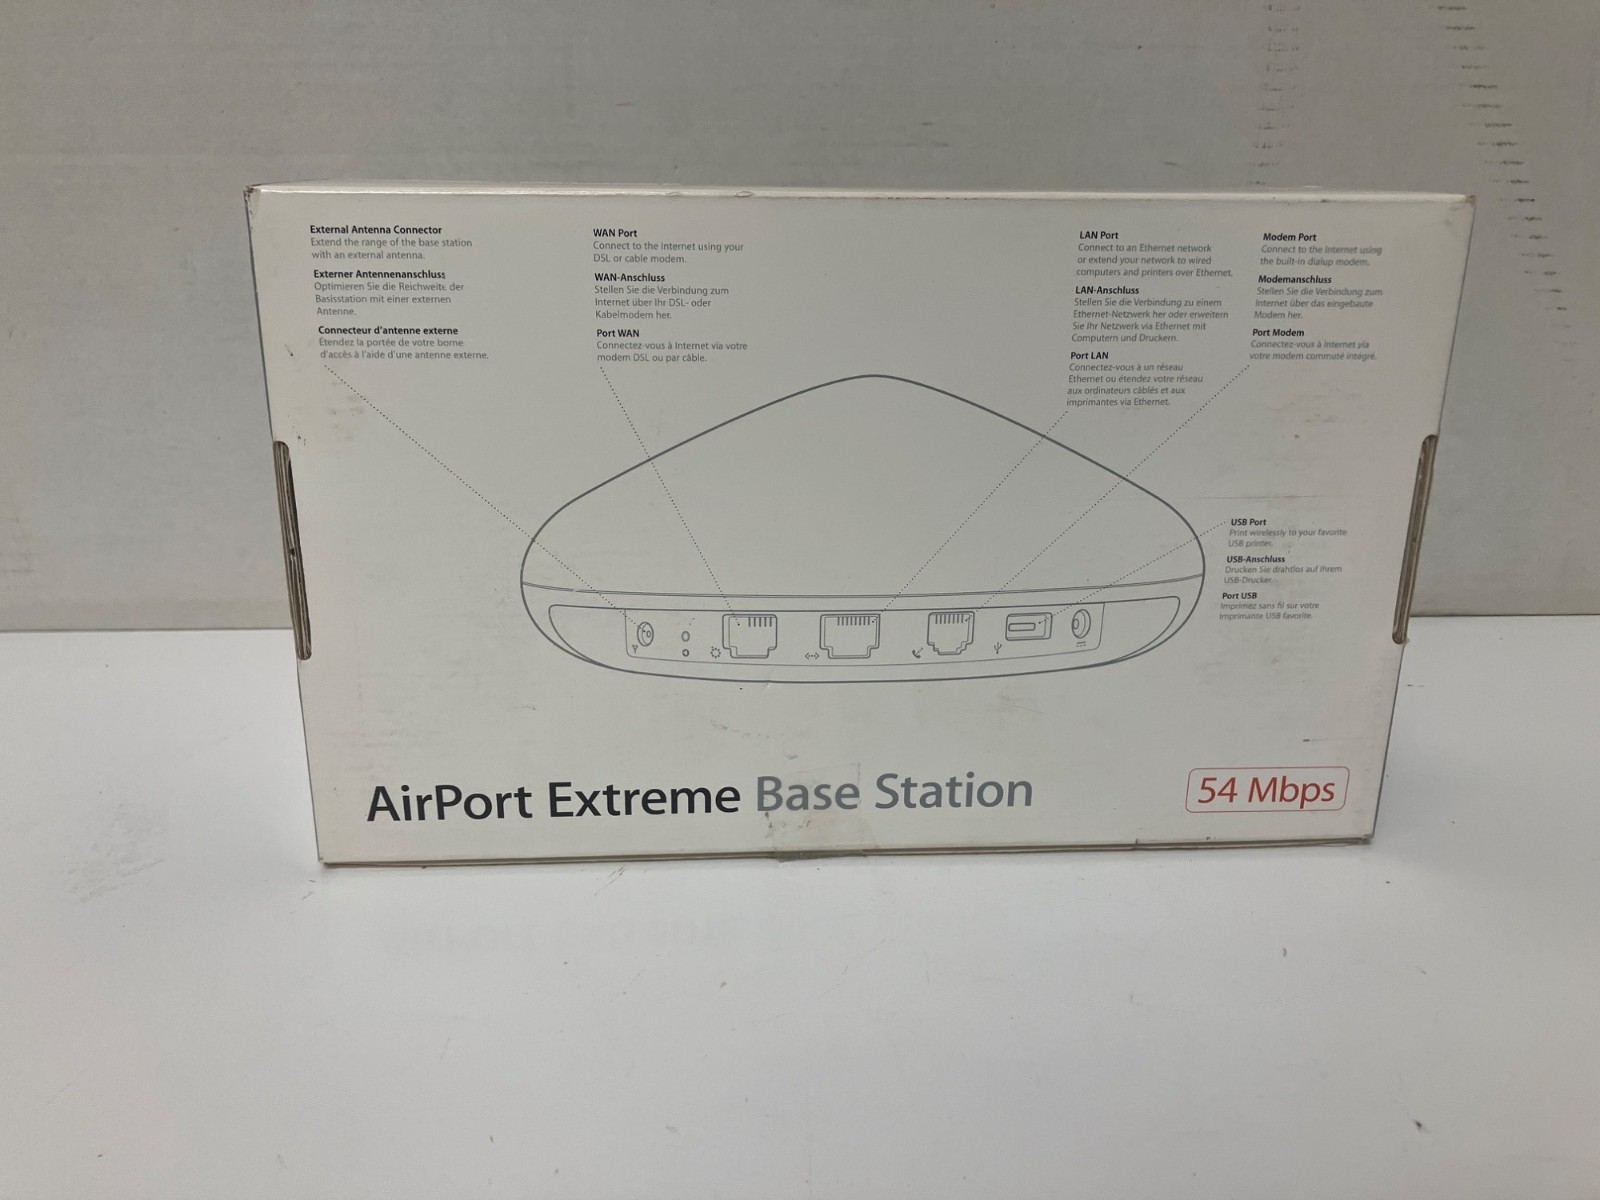 External Antenna Connector
Extend the range of the base station
with an external antenna.
Externer Antennenanschluss
Optimieren Sie die Reichweite der
Basisstation mit einer externen
Antenne.
Connecteur d'antenne externe
Étendez la portée de votre borne
d'accès à l'aide d'une antenne externe.
WAN Port
Connect to the Internet using your
DSL or cable modem.
WAN-Anschluss
Stellen Sie die Verbindung zum
Internet über Ihr DSL- oder
Kabelmodem her.
Port WAN
Connectez-vous à Internet via votre
modem DSL ou par câble.
LAN Port
Connect to an Ethernet network
or extend your network to wired
computers and printers over Ethernet.
LAN-Anschluss
Stellen Sie die Verbindung zu einem
Ethernet-Netzwerk her oder erweitern
Sie Ihr Netzwerk via Ethernet mit
Computern und Druckern.
Port LAN
Connectez-vous à un réseau
Ethernet ou étendez votre réseau
aux ordinateurs câblés et aux
imprimantes via Ethernet.
Modem Port
Connect to the Internet using
the built-in dialup modem.
Modemanschluss
Stellen Sie die Verbindung zum
Internet über das eingebaute
Modem her.
Port Modem
Connectez-vous à Internet via
votre modem commuté intégré.
USB Port
Print wirelessly to your favorite
USB printer.
USB-Anschluss
Drucken Sie drahtlos auf Ihrem
USB-Drucker.
Port USB
Imprimez sans fil sur votre
imprimante USB favorite.
AirPort Extreme Base Station
54 Mbps